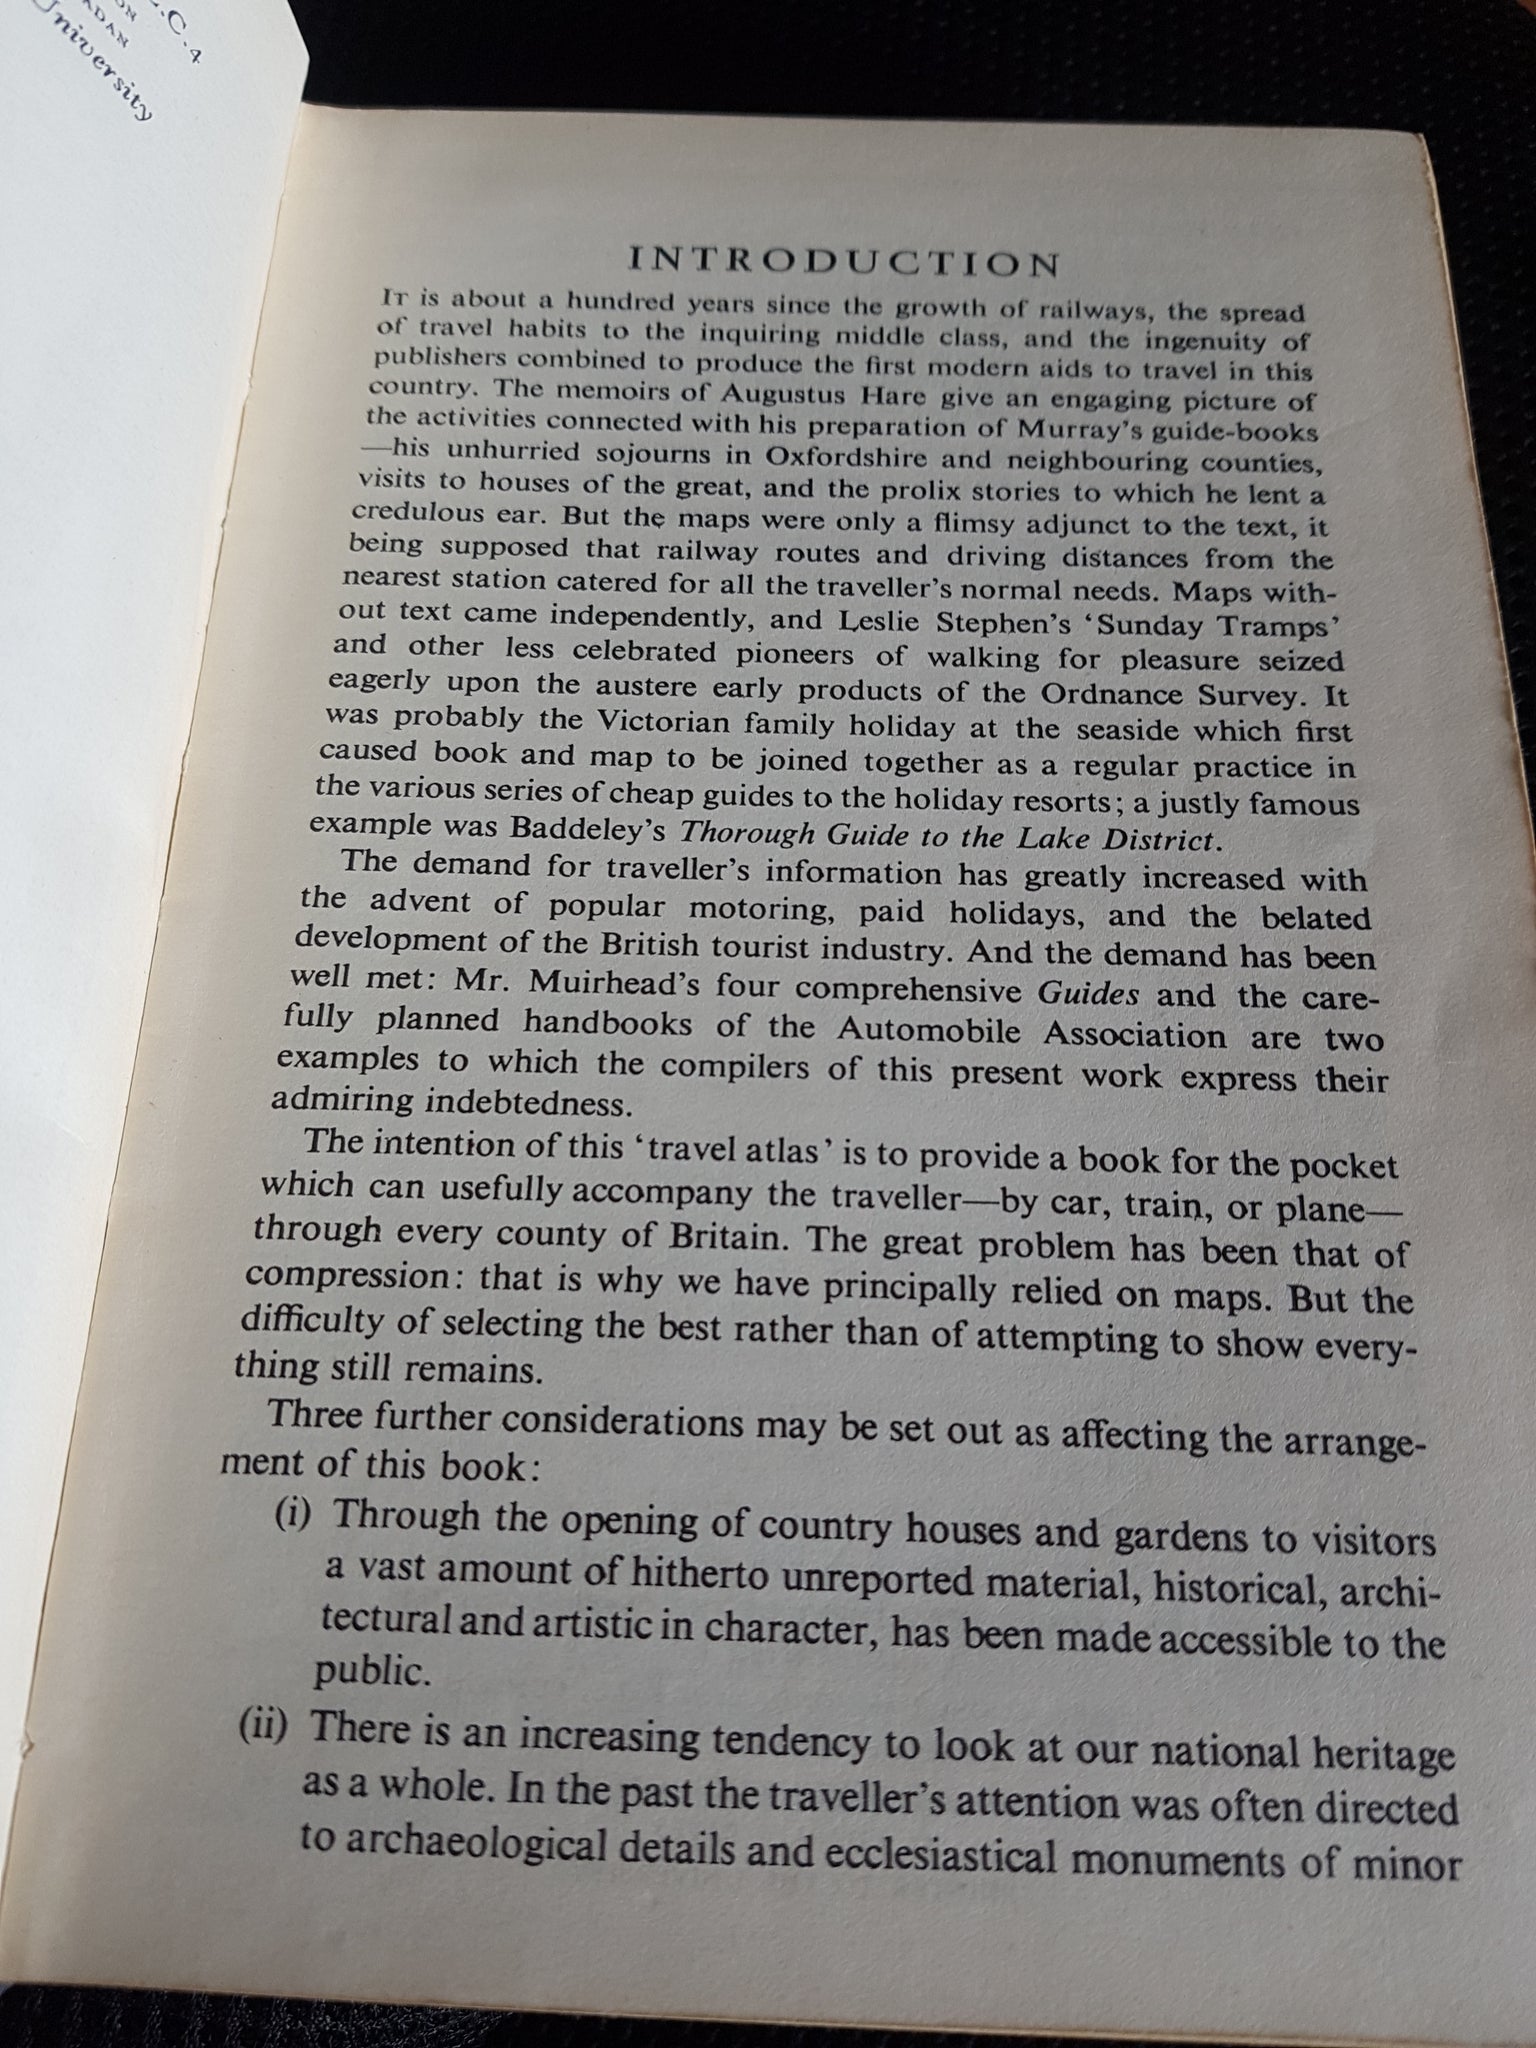 C.4
University
INTRODUCTION
IT is about a hundred years since the growth of railways, the spread
of travel habits to the inquiring middle class, and the ingenuity of
publishers combined to produce the first modern aids to travel in this
country. The memoirs of Augustus Hare give an engaging picture of
the activities connected with his preparation of Murray's guide-books
—his unhurried sojourns in Oxfordshire and neighbouring counties,
visits to houses of the great, and the prolix stories to which he lent a
credulous ear. But the maps were only a flimsy adjunct to the text, it
being supposed that railway routes and driving distances from the
nearest station catered for all the traveller's normal needs. Maps with-
out text came independently, and Leslie Stephen's ‘Sunday Tramps’
and other less celebrated pioneers of walking for pleasure seized
eagerly upon the austere early products of the Ordnance Survey. It
was probably the Victorian family holiday at the seaside which first
caused book and map to be joined together as a regular practice in
the various series of cheap guides to the holiday resorts; a justly famous
example was Baddeley's Thorough Guide to the Lake District.
The demand for traveller's information has greatly increased with
the advent of popular motoring, paid holidays, and the belated
development of the British tourist industry. And the demand has been
well met: Mr. Muirhead's four comprehensive Guides and the care-
fully planned handbooks of the Automobile Association are two
examples to which the compilers of this present work express their
admiring indebtedness.
The intention of this ‘travel atlas’ is to provide a book for the pocket
which can usefully accompany the traveller—by car, train, or plane—
through every county of Britain. The great problem has been that of
compression: that is why we have principally relied on maps. But the
difficulty of selecting the best rather than of attempting to show every-
thing still remains.
Three further considerations may be set out as affecting the arrange-
ment of this book:
(i) Through the opening of country houses and gardens to visitors
a vast amount of hitherto unreported material, historical, archi-
tectural and artistic in character, has been made accessible to the
public.
(ii) There is an increasing tendency to look at our national heritage
as a whole. In the past the traveller's attention was often directed
to archaeological details and ecclesiastical monuments of minor